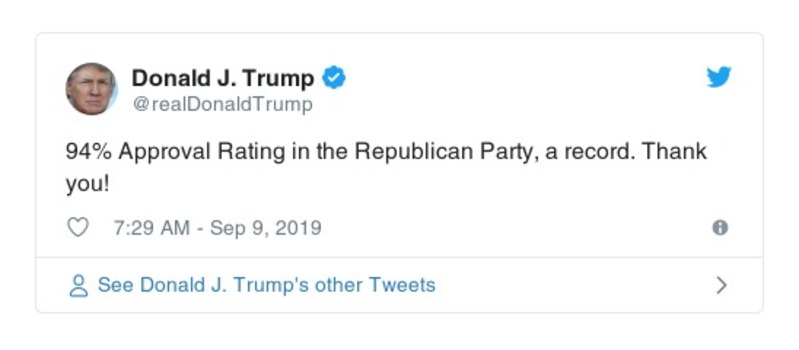 Donald J. Trump
@realDonaldTrump
94% Approval Rating in the Republican Party, a record. Thank
you!
7:29 AM - Sep 9, 2019
See Donald J. Trump's other Tweets